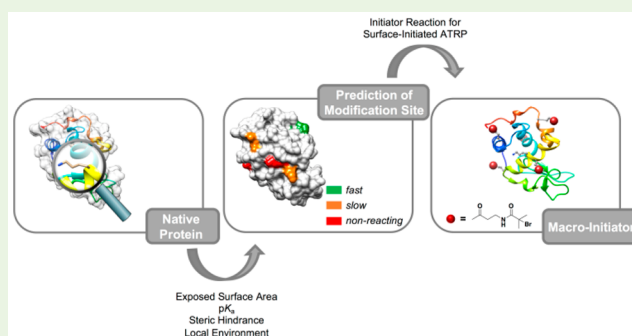 Initiator Reaction for
Surface-Initiated ATRP
Prediction of
Modification Site
Native
Protein
fast
slow
non-reacting
= O N H O Br
Macro-Initiator
Exposed Surface Area
pKa
Steric Hindrance
Local Environment